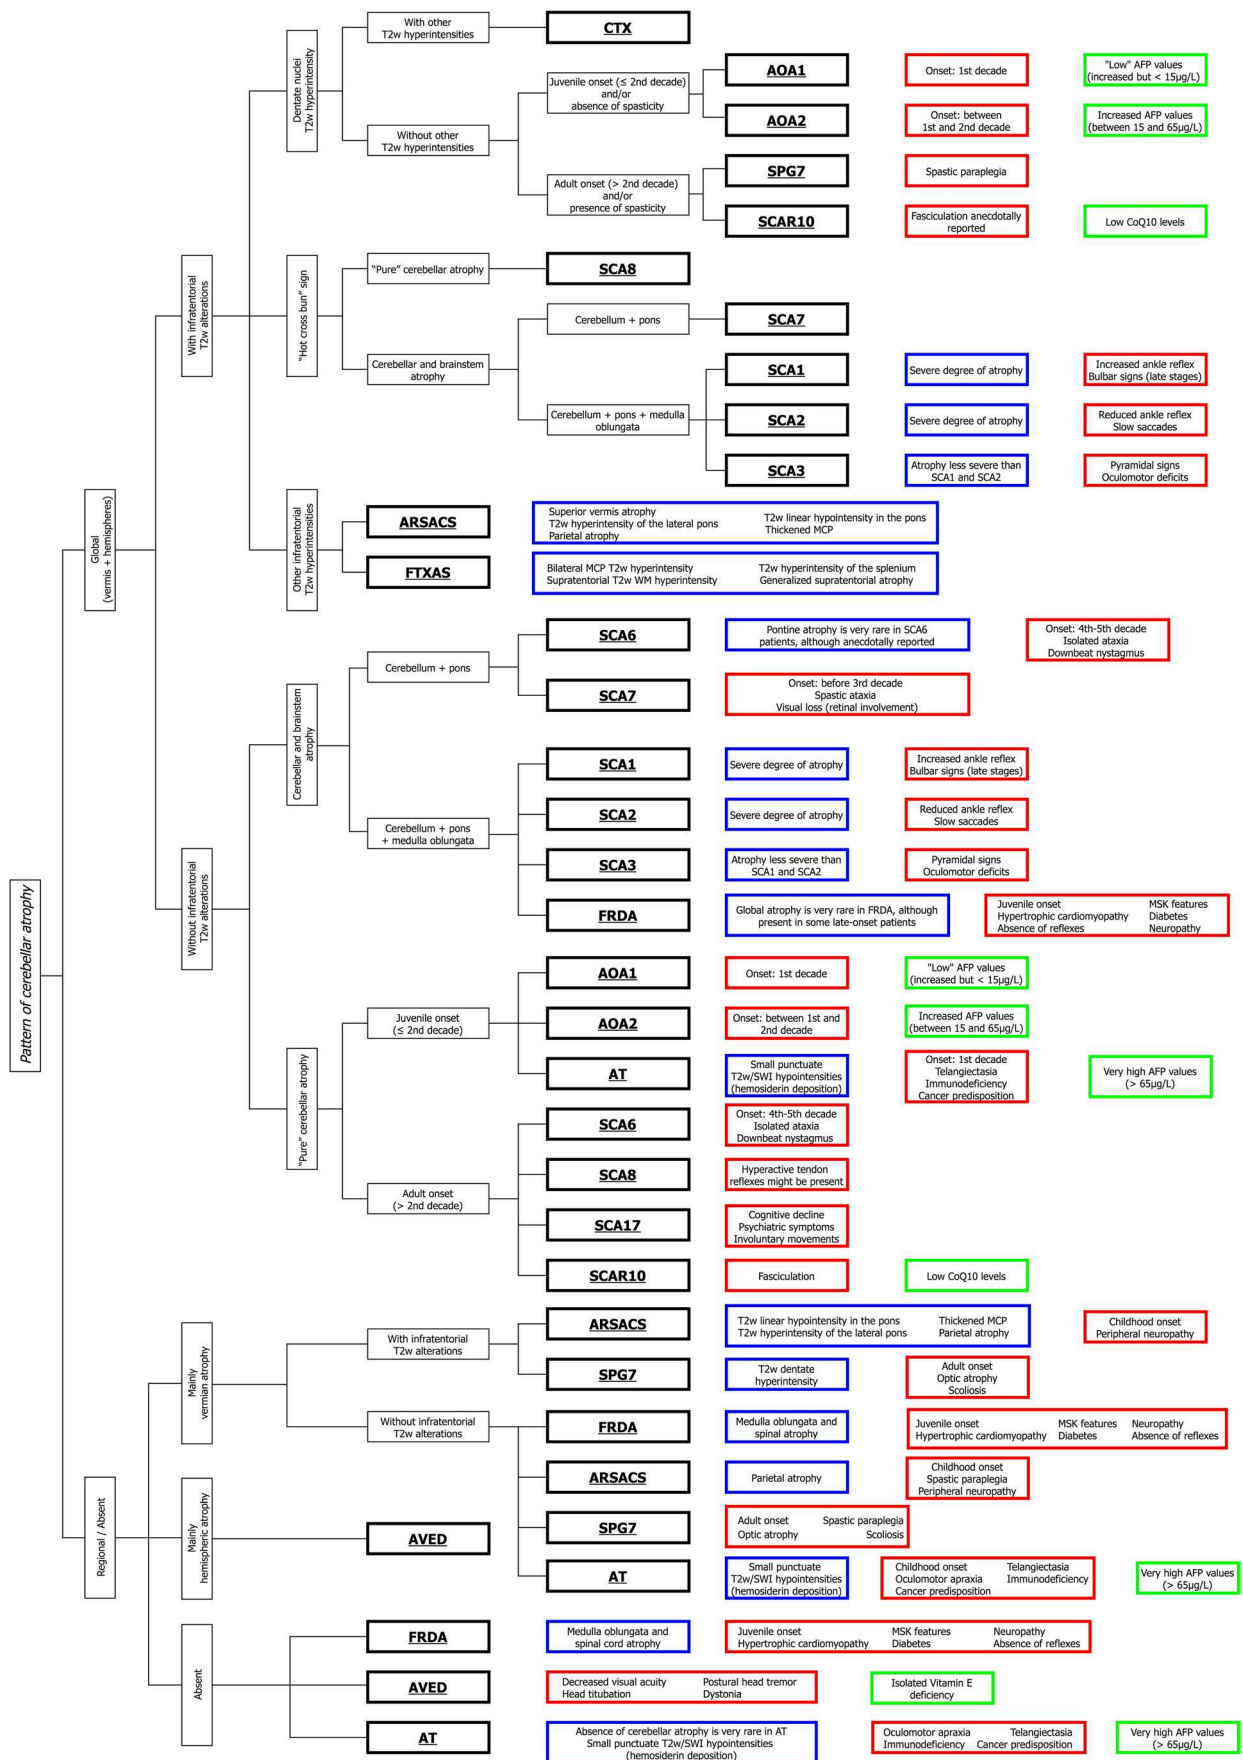 Pattern of cerebellar atrophy
Global
(vermis + hemispheres)
With infratentorial
T2w alterations
Dentate nuclei
T2w hyperintensity
With other
T2w hyperintensities
CTX
Without other
T2w hyperintensities
Juvenile onset (≤ 2nd decade)
and/or
absence of spasticity
AOA1
Onset: 1st decade
"Low" AFP values
(increased but < 15µg/L)
AOA2
Onset: between
1st and 2nd decade
Increased AFP values
(between 15 and 65µg/L)
Adult onset (> 2nd decade)
and/or
presence of spasticity
SPG7
Spastic paraplegia
SCAR10
Fasciculation anecdotally
reported
Low CoQ10 levels
"Hot cross bun" sign
"Pure" cerebellar atrophy
SCA8
Cerebellar and brainstem
atrophy
Cerebellum + pons
SCA7
Cerebellum + pons + medulla
oblungata
SCA1
Severe degree of atrophy
Increased ankle reflex
Bulbar signs (late stages)
SCA2
Severe degree of atrophy
Reduced ankle reflex
Slow saccades
SCA3
Atrophy less severe than
SCA1 and SCA2
Pyramidal signs
Oculomotor deficits
Other infratentorial
T2w hyperintensities
ARSACS
Superior vermis atrophy
T2w hyperintensity of the lateral pons
Parietal atrophy
T2w linear hypointensity in the pons
Thickened MCP
FTXAS
Bilateral MCP T2w hyperintensity
Supratentorial T2w WM hyperintensity
T2w hyperintensity of the splenium
Generalized supratentorial atrophy
Without infratentorial
T2w alterations
Cerebellar and brainstem
atrophy
Cerebellum + pons
SCA6
Pontine atrophy is very rare in SCA6
patients, although anecdotally reported
Onset: 4th-5th decade
Isolated ataxia
Downbeat nystagmus
SCA7
Onset: before 3rd decade
Spastic ataxia
Visual loss (retinal involvement)
Cerebellum + pons
+ medulla oblungata
SCA1
Severe degree of atrophy
Increased ankle reflex
Bulbar signs (late stages)
SCA2
Severe degree of atrophy
Reduced ankle reflex
Slow saccades
SCA3
Atrophy less severe than
SCA1 and SCA2
Pyramidal signs
Oculomotor deficits
FRDA
Global atrophy is very rare in FRDA, although
present in some late-onset patients
Juvenile onset
Hypertrophic cardiomyopathy
Absence of reflexes
MSK features
Diabetes
Neuropathy
"Pure" cerebellar atrophy
Juvenile onset
(≤ 2nd decade)
AOA1
Onset: 1st decade
"Low" AFP values
(increased but < 15µg/L)
AOA2
Onset: between 1st and
2nd decade
Increased AFP values
(between 15 and 65µg/L)
AT
Small punctuate
T2w/SWI hypointensities
(hemosiderin deposition)
Onset: 1st decade
Telangiectasia
Immunodeficiency
Cancer predisposition
Very high AFP values
(> 65µg/L)
Adult onset
(> 2nd decade)
SCA6
Onset: 4th-5th decade
Isolated ataxia
Downbeat nystagmus
SCA8
Hyperactive tendon
reflexes might be present
SCA17
Cognitive decline
Psychiatric symptoms
Involuntary movements
SCAR10
Fasciculation
Low CoQ10 levels
Regional / Absent
Mainly
vermian atrophy
With infratentorial
T2w alterations
ARSACS
T2w linear hypointensity in the pons
T2w hyperintensity of the lateral pons
Thickened MCP
Parietal atrophy
Childhood onset
Peripheral neuropathy
SPG7
T2w dentate
hyperintensity
Adult onset
Optic atrophy
Scoliosis
Without infratentorial
T2w alterations
FRDA
Medulla oblungata and
spinal atrophy
Juvenile onset
Hypertrophic cardiomyopathy
MSK features
Diabetes
Neuropathy
Absence of reflexes
ARSACS
Parietal atrophy
Childhood onset
Spastic paraplegia
Peripheral neuropathy
SPG7
Adult onset
Optic atrophy
Spastic paraplegia
Scoliosis
AT
Small punctuate
T2w/SWI hypointensities
(hemosiderin deposition)
Childhood onset
Oculomotor apraxia
Cancer predisposition
Telangiectasia
Immunodeficiency
Very high AFP values
(> 65µg/L)
Mainly
hemispheric atrophy
AVED
Absent
FRDA
Medulla oblungata and
spinal cord atrophy
Juvenile onset
Hypertrophic cardiomyopathy
MSK features
Diabetes
Neuropathy
Absence of reflexes
AVED
Decreased visual acuity
Head titubation
Postural head tremor
Dystonia
Isolated Vitamin E
deficiency
AT
Absence of cerebellar atrophy is very rare in AT
Small punctuate T2w/SWI hypointensities
(hemosiderin deposition)
Oculomotor apraxia
Immunodeficiency
Telangiectasia
Cancer predisposition
Very high AFP values
(> 65µg/L)